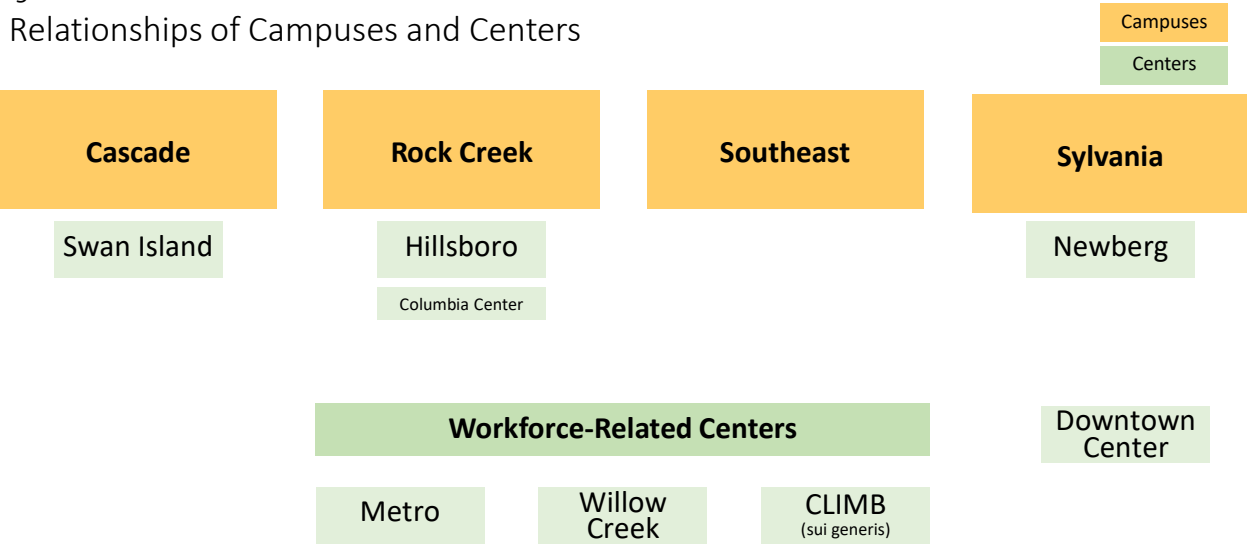 Relationships of Campuses and Centers
Campuses
Centers
Cascade
Rock Creek
Southeast
Sylvania
Swan Island
Hillsboro
Newberg
Columbia Center
Workforce-Related Centers
Downtown
Center
Metro
Willow
Creek
CLIMB
(sui generis)